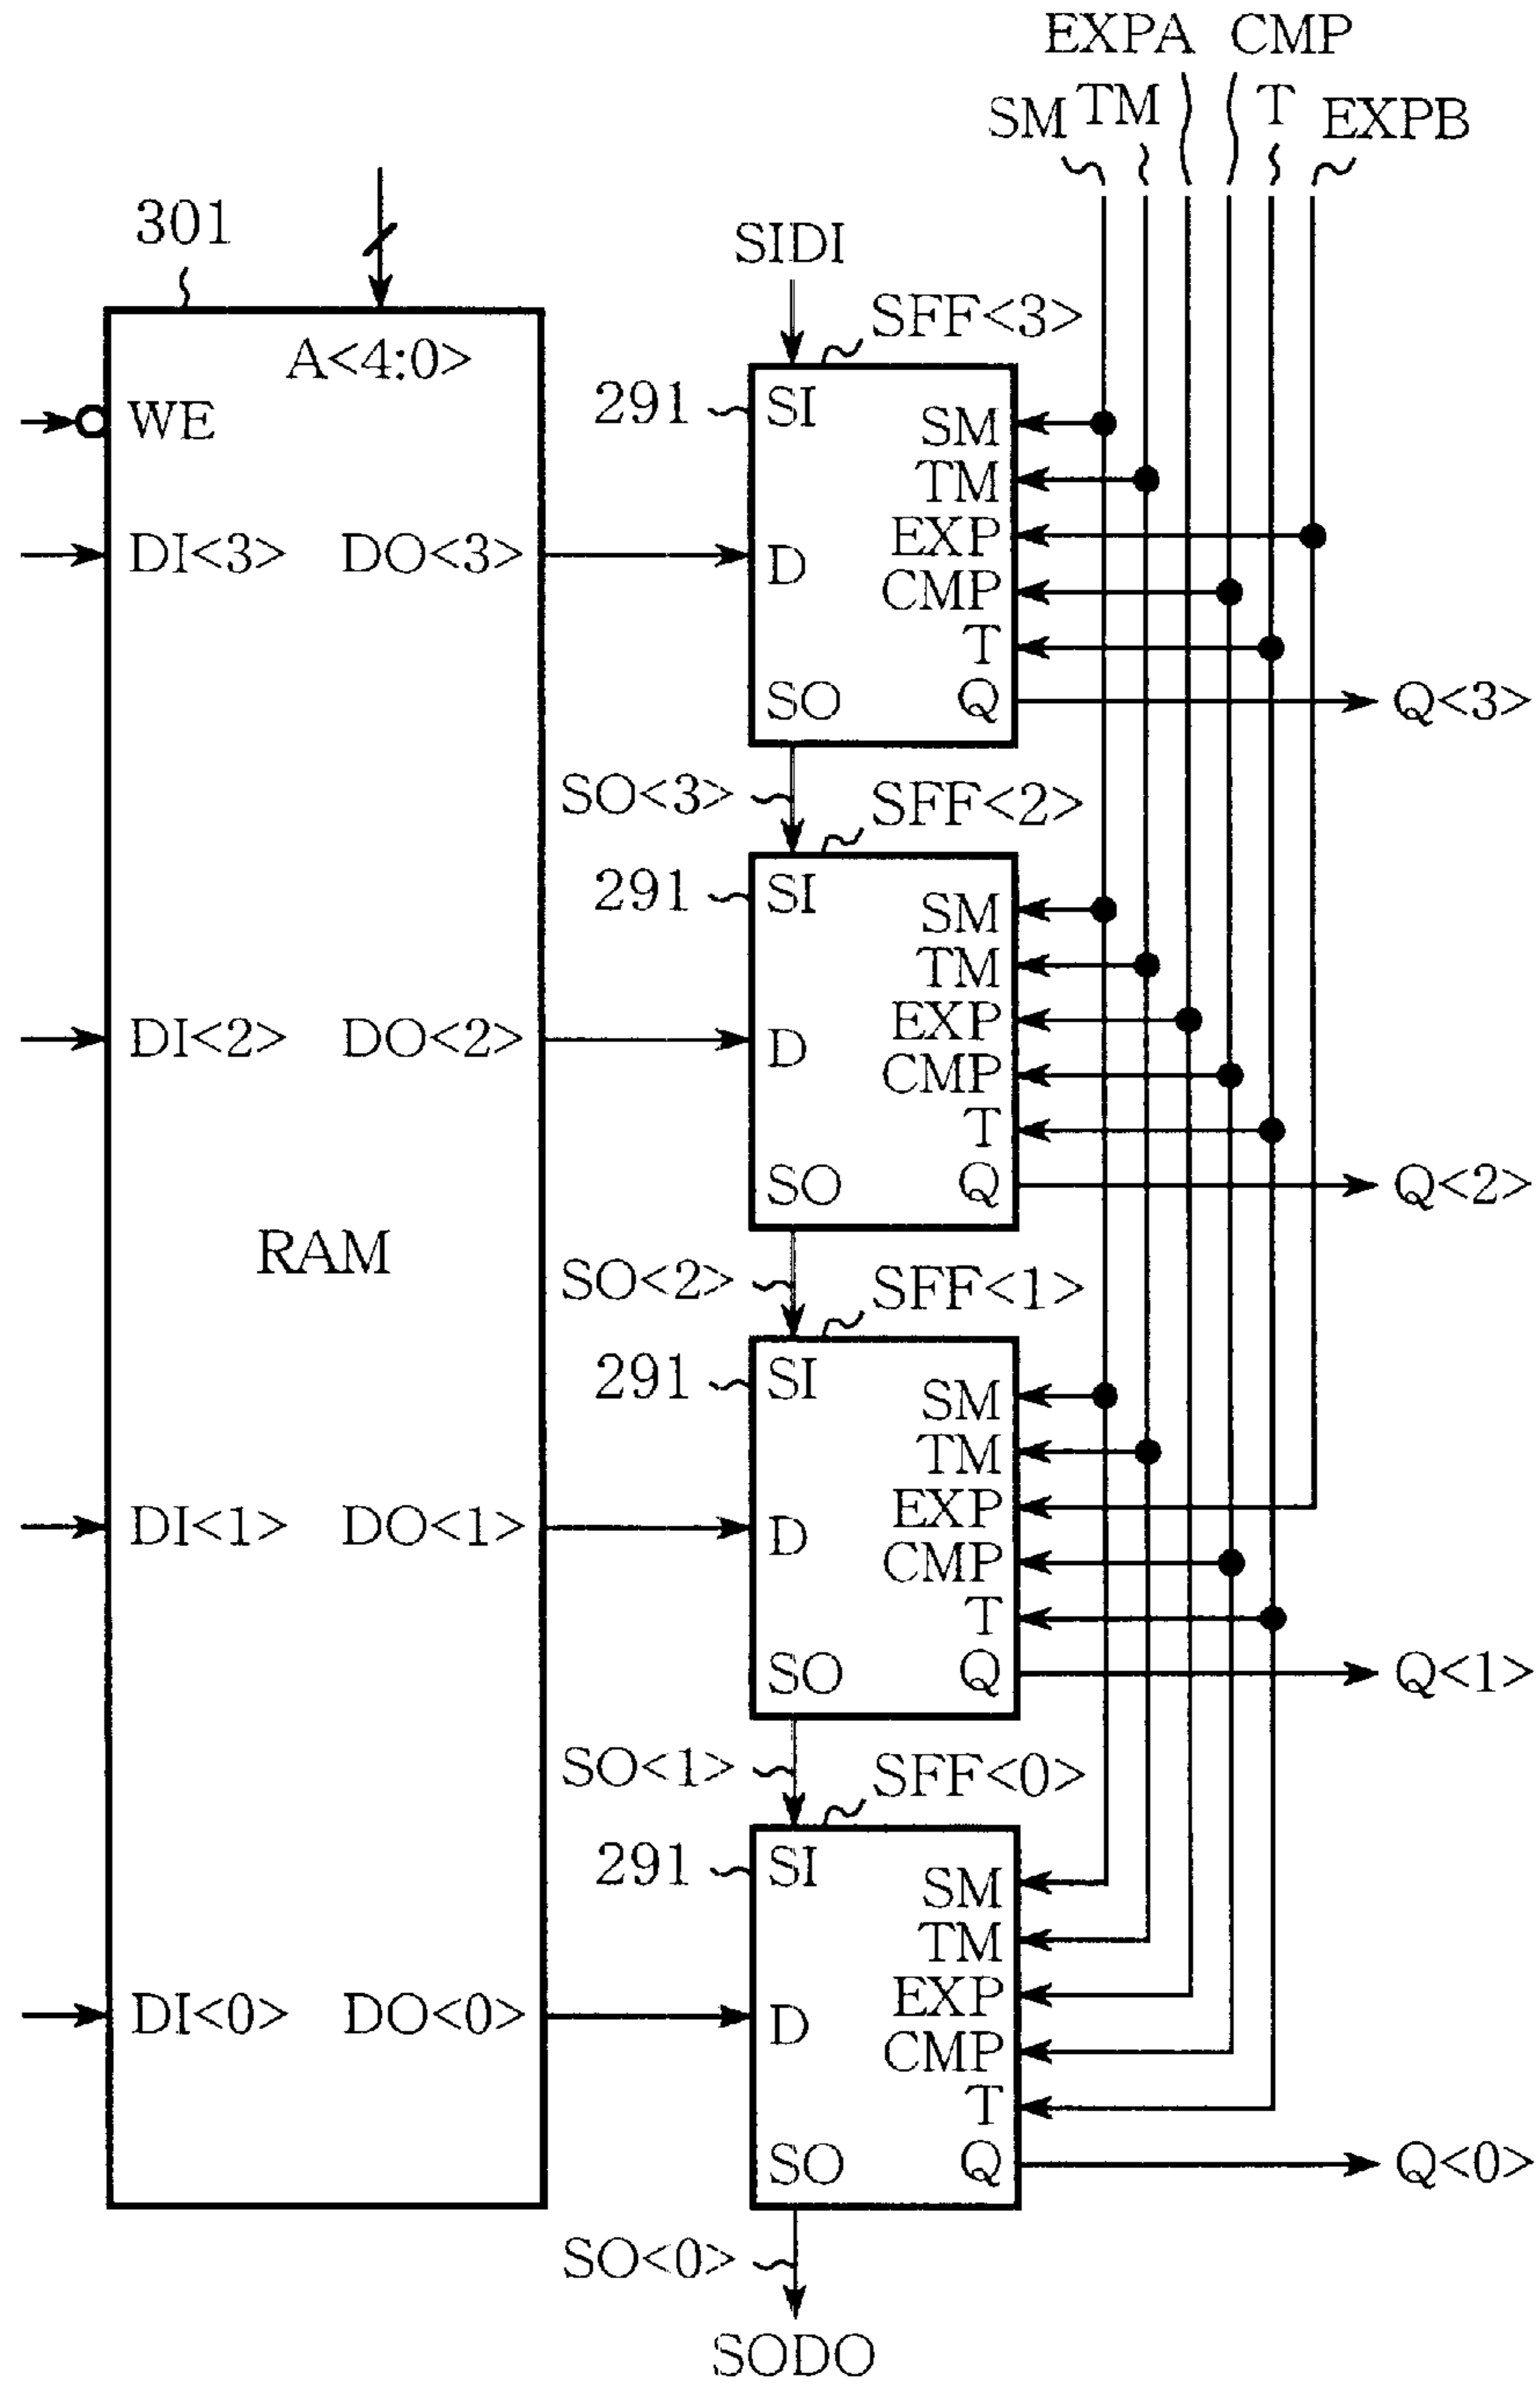 EXPA CMP
SM TM T EXPB
301
SIDI
A<4:0>
SFF<3>
291
SI
WE
SM
TM
DI<3> DO<3>
EXP
D
CMP
T
SO Q
Q<3>
SO<3>
SFF<2>
291
SI
SM
TM
DI<2> DO<2>
EXP
D
CMP
T
SO Q
Q<2>
RAM
SO<2>
SFF<1>
291
SI
SM
TM
DI<1> DO<1>
EXP
D
CMP
T
SO Q
Q<1>
SO<1>
SFF<0>
291
SI
SM
TM
DI<0> DO<0>
EXP
D
CMP
T
SO Q
Q<0>
SO<0>
SODO